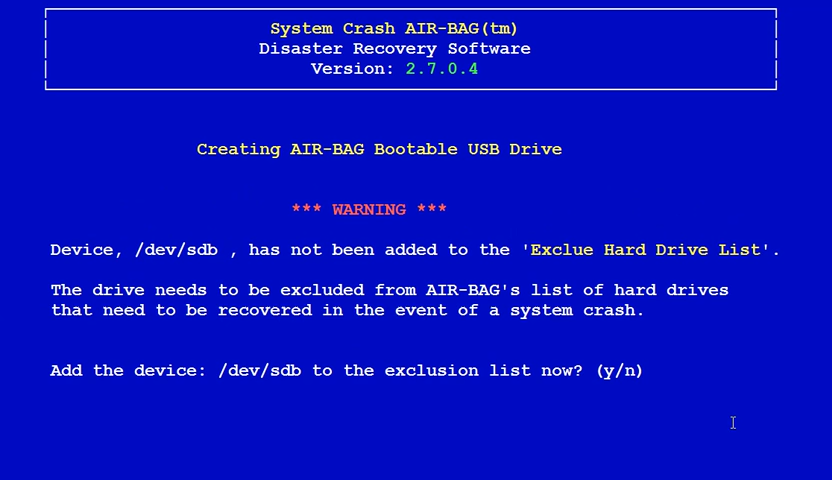 System Crash AIR-BAG(tm)
Disaster Recovery Software
Version: 2.7.0.4
Creating AIR-BAG Bootable USB Drive
*** WARNING ***
Device, /dev/sdb , has not been added to the 'Exclue Hard Drive List'.
The drive needs to be excluded from AIR-BAG's list of hard drives
that need to be recovered in the event of a system crash.
Add the device: /dev/sdb to the exclusion list now? (y/n)